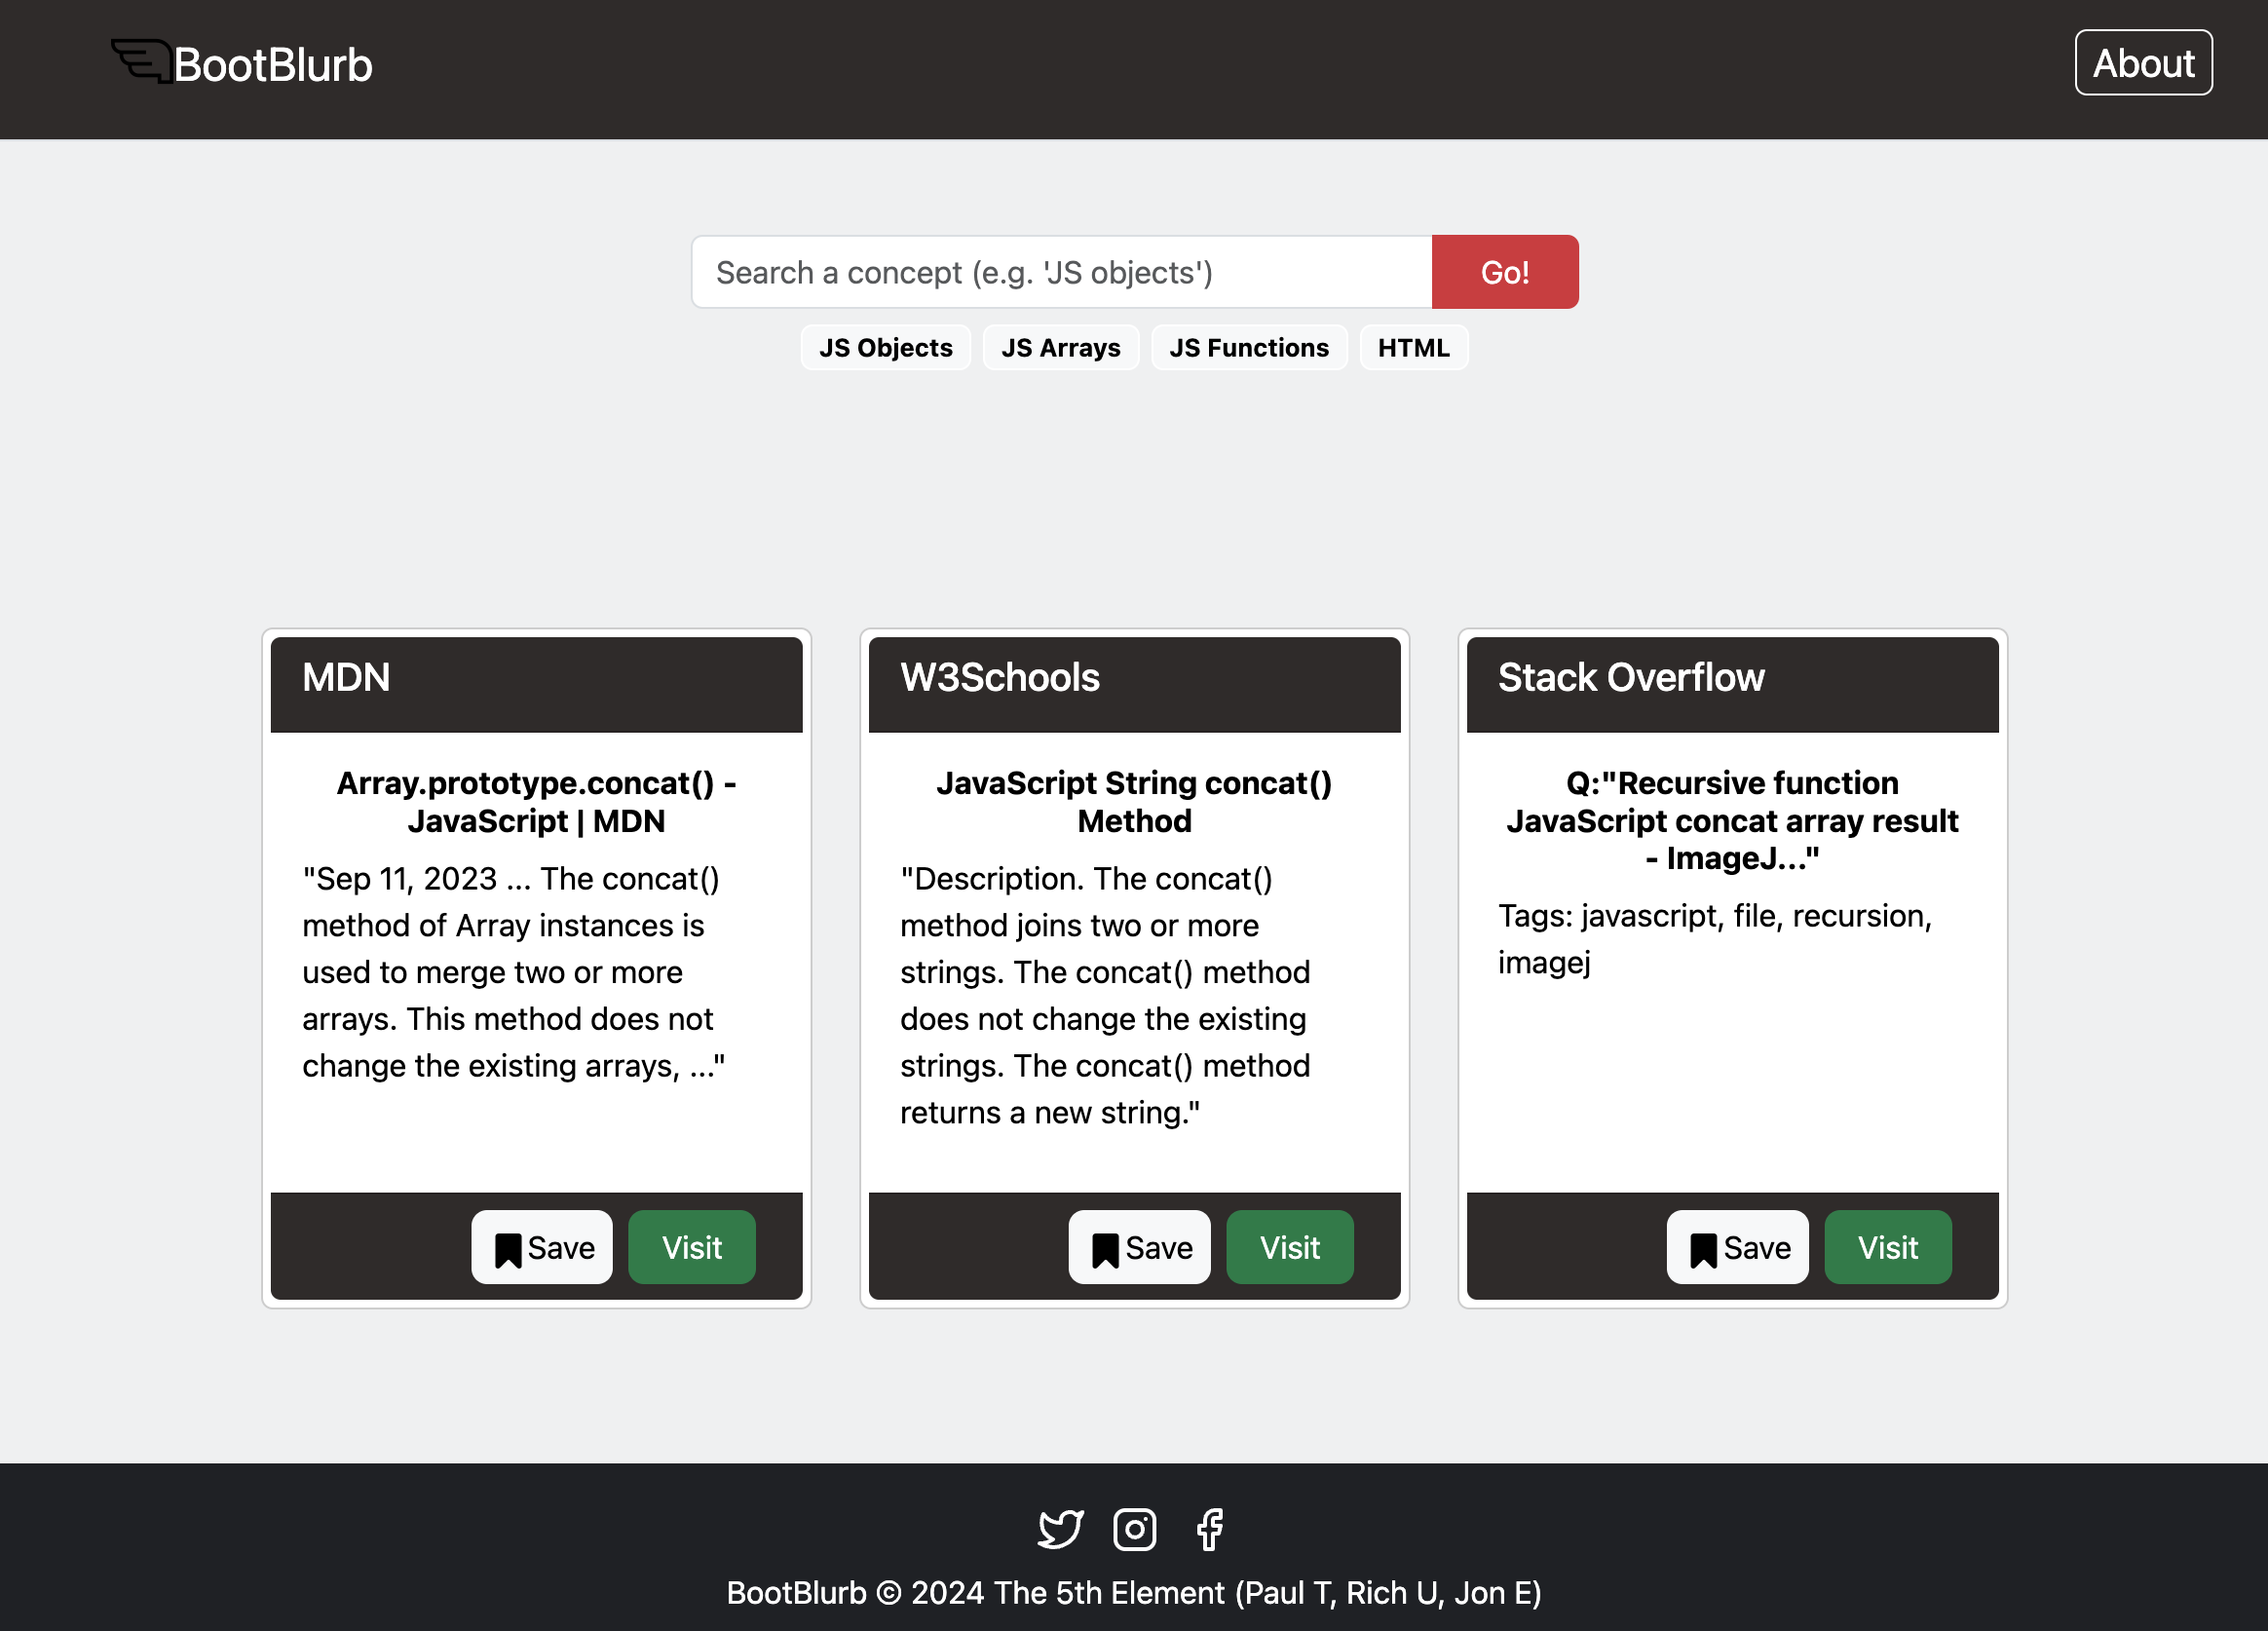 BootBlurb
About
Search a concept (e.g. 'JS objects')
Go!
JS Objects
JS Arrays
JS Functions
HTML
MDN
Array.prototype.concat() -
JavaScript | MDN
"Sep 11, 2023 ... The concat()
method of Array instances is
used to merge two or more
arrays. This method does not
change the existing arrays, ..."
Save
Visit
W3Schools
JavaScript String concat()
Method
"Description. The concat()
method joins two or more
strings. The concat() method
does not change the existing
strings. The concat() method
returns a new string."
Save
Visit
Stack Overflow
Q:"Recursive function
JavaScript concat array result
- ImageJ..."
Tags: javascript, file, recursion,
imagej
Save
Visit
BootBlurb © 2024 The 5th Element (Paul T, Rich U, Jon E)